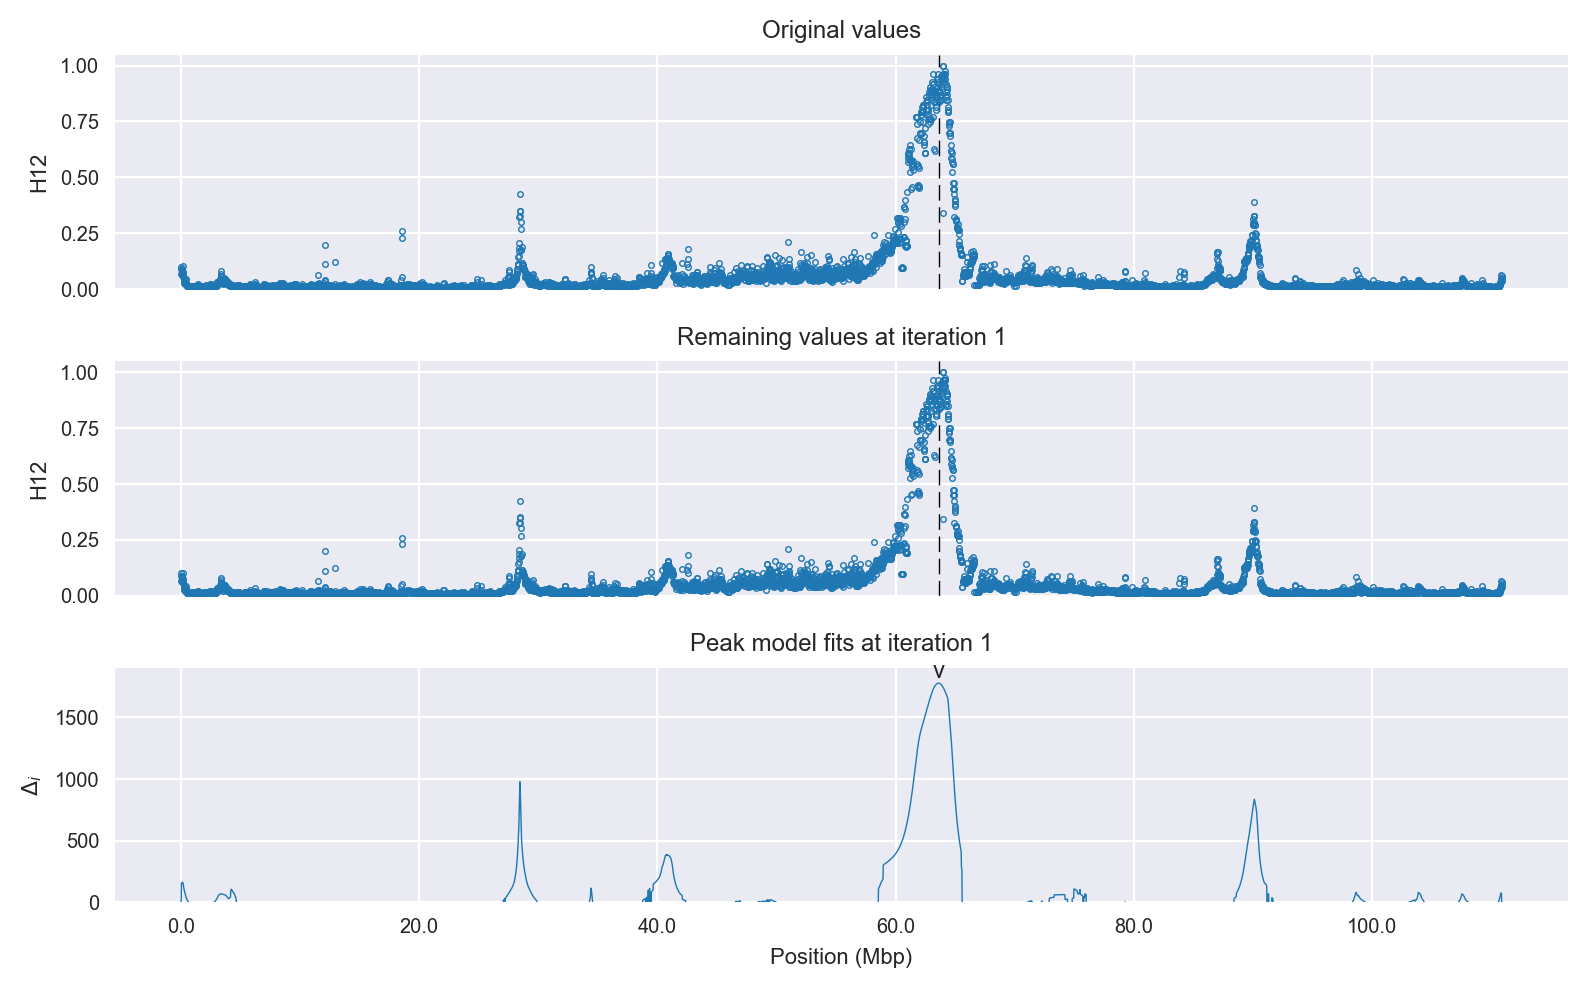 Original values
1.00
0.75
0.50
0.25
0.00
H12
Remaining values at iteration 1
1.00
0.75
0.50
0.25
0.00
H12
Peak model fits at iteration 1
v
1500
1000
500
0
Δi
0.0 20.0 40.0 60.0 80.0 100.0
Position (Mbp)